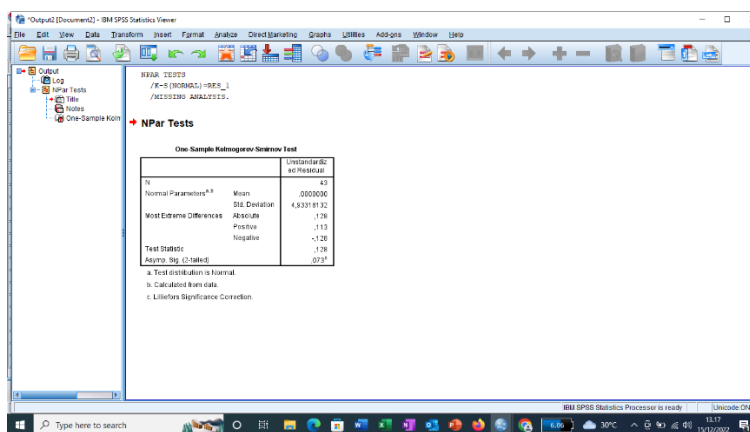 *Output2 [Document2] - IBM SPSS Statistics Viewer
File Edit View Data Transform Insert Format Analyze Direct Marketing Graphs Utilities Add-ons Window Help
Output
Log
NPar Tests
Title
Notes
One-Sample Kolm
NPAR TESTS
/K-S(NORMAL)=RES_1
/MISSING ANALYSIS.
NPar Tests
One-Sample Kolmogorov-Smirnov Test
Unstandardiz
ed Residual
N 43
Normal Parameters a,b Mean ,0000000
Std. Deviation 4,93318132
Most Extreme Differences Absolute ,128
Positive ,113
Negative -,128
Test Statistic ,128
Asymp. Sig. (2-tailed) ,073 c
a. Test distribution is Normal.
b. Calculated from data.
c. Lilliefors Significance Correction.
IBM SPSS Statistics Processor is ready Unicode:ON
Type here to search
30°C
13.17
15/12/2022